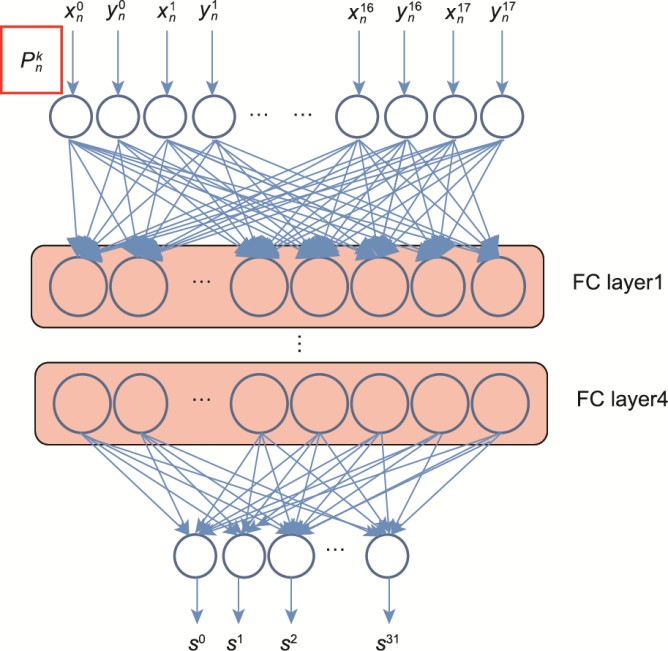 x_n^0 y_n^0 x_n^1 y_n^1 x_n^16 y_n^16 x_n^17 y_n^17
P_n^k
... ...
... FC layer1
...
... FC layer4
...
s^0 s^1 s^2 s^31